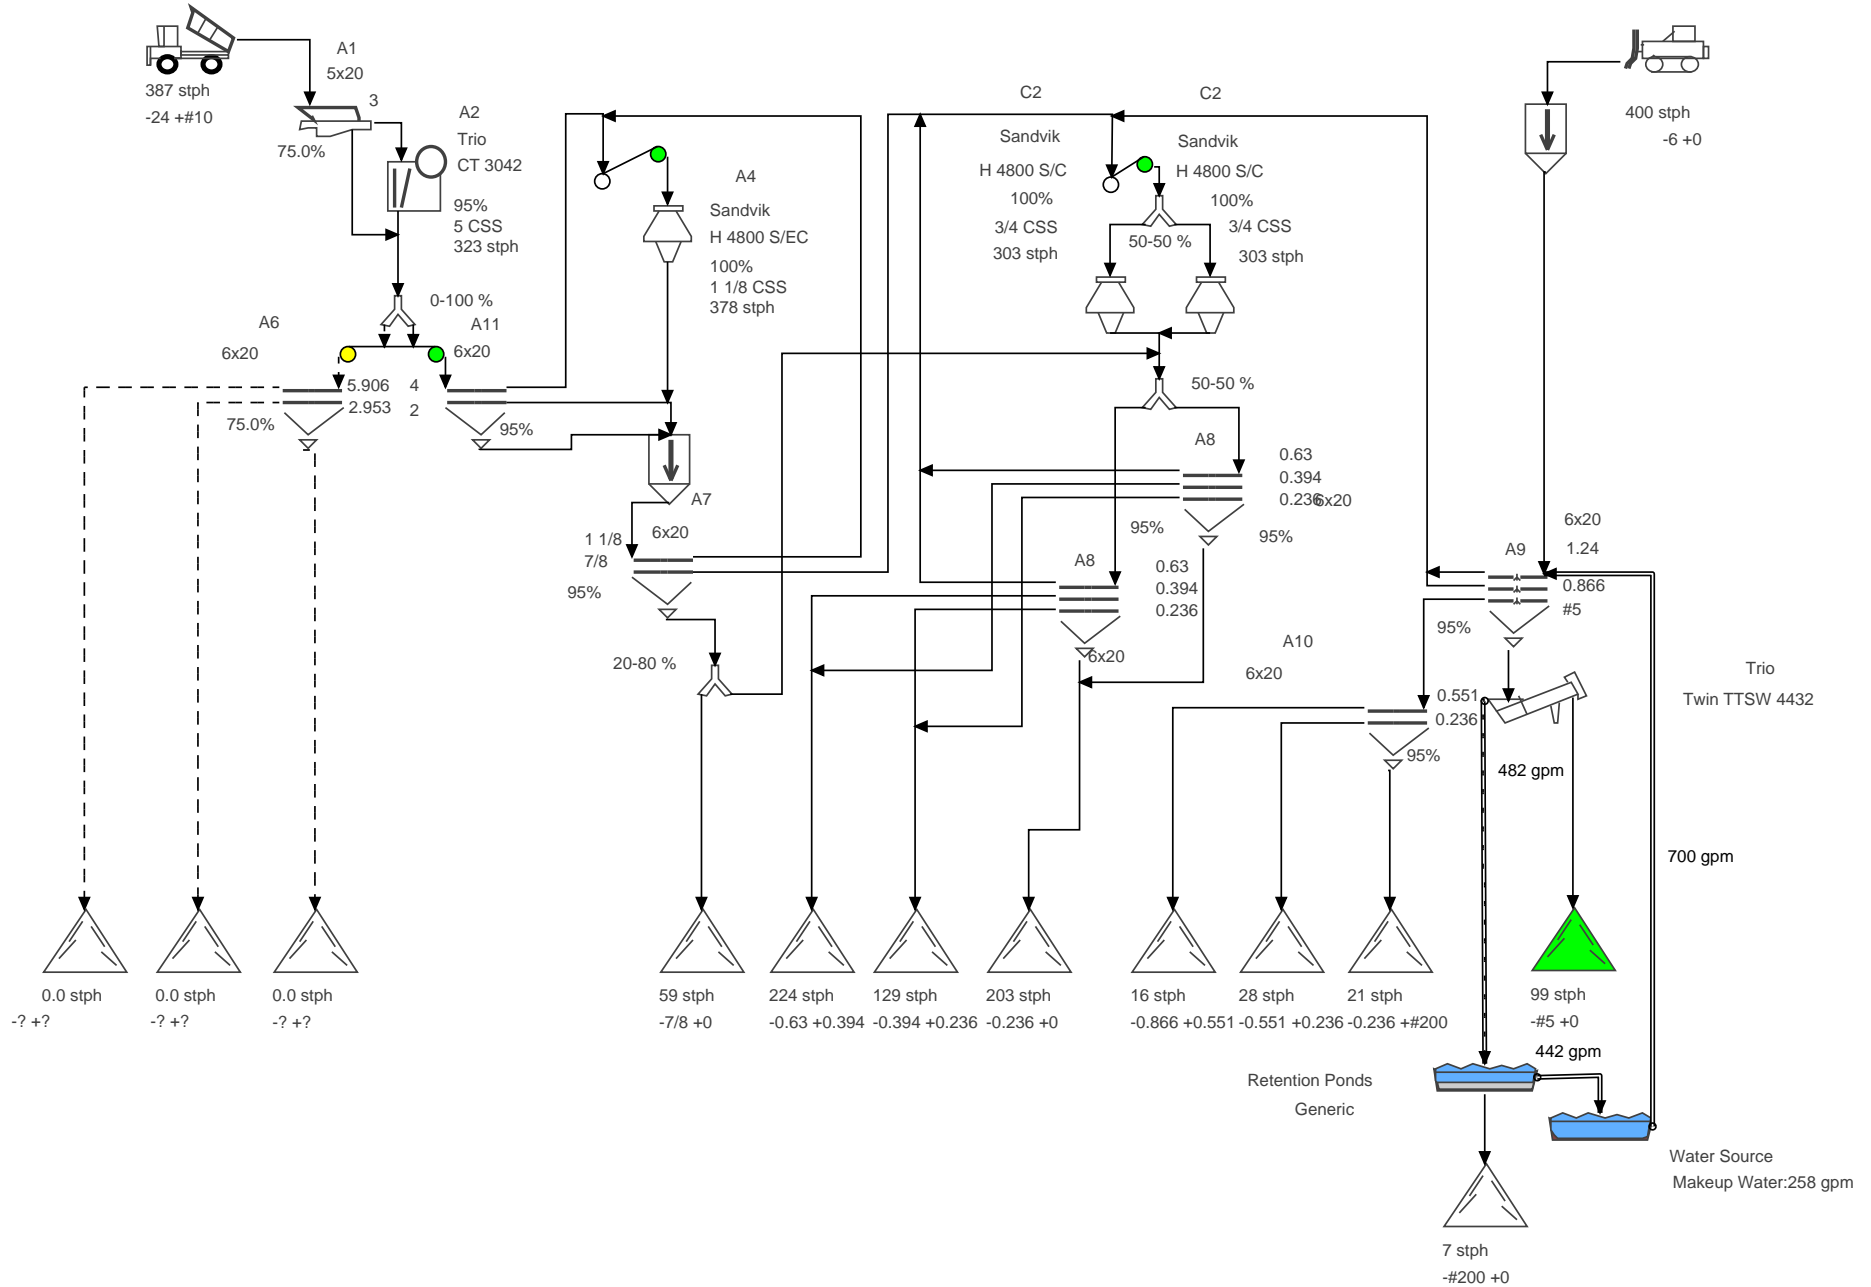 387 stph
-24 +#10
A1
5x20
3
75.0%
A2
Trio
CT 3042
95%
5 CSS
323 stph
0-100 %
A6
6x20
A11
6x20
5.906
2.953
75.0%
4
2
95%
A4
Sandvik
H 4800 S/EC
100%
1 1/8 CSS
378 stph
A7
6x20
1 1/8
7/8
95%
20-80 %
C2
C2
Sandvik
H 4800 S/C
100%
3/4 CSS
303 stph
Sandvik
H 4800 S/C
100%
3/4 CSS
303 stph
50-50 %
50-50 %
A8
0.63
0.394
0.236
6x20
95%
95%
A8
0.63
0.394
0.236
6x20
400 stph
-6 +0
6x20
A9
1.24
0.866
#5
95%
A10
6x20
0.551
0.236
95%
Trio
Twin TTSW 4432
482 gpm
700 gpm
0.0 stph
-? +?
0.0 stph
-? +?
0.0 stph
-? +?
59 stph
-7/8 +0
224 stph
-0.63 +0.394
129 stph
-0.394 +0.236
203 stph
-0.236 +0
16 stph
-0.866 +0.551
28 stph
-0.551 +0.236
21 stph
-0.236 +#200
99 stph
-#5 +0
442 gpm
Retention Ponds
Generic
Water Source
Makeup Water:258 gpm
7 stph
-#200 +0